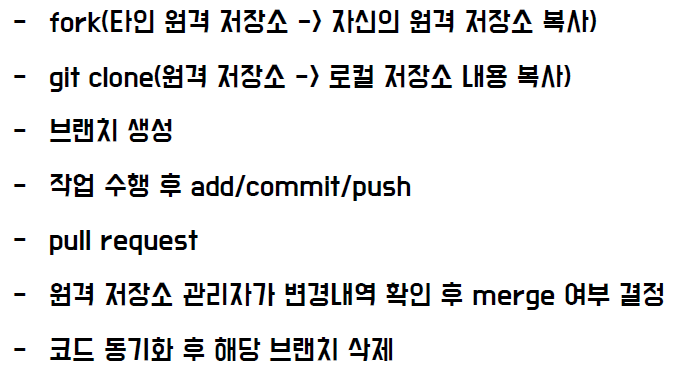 - fork(타인 원격 저장소 -> 자신의 원격 저장소 복사)
- git clone(원격 저장소 -> 로컬 저장소 내용 복사)
- 브랜치 생성
- 작업 수행 후 add/commit/push
- pull request
- 원격 저장소 관리자가 변경내역 확인 후 merge 여부 결정
- 코드 동기화 후 해당 브랜치 삭제